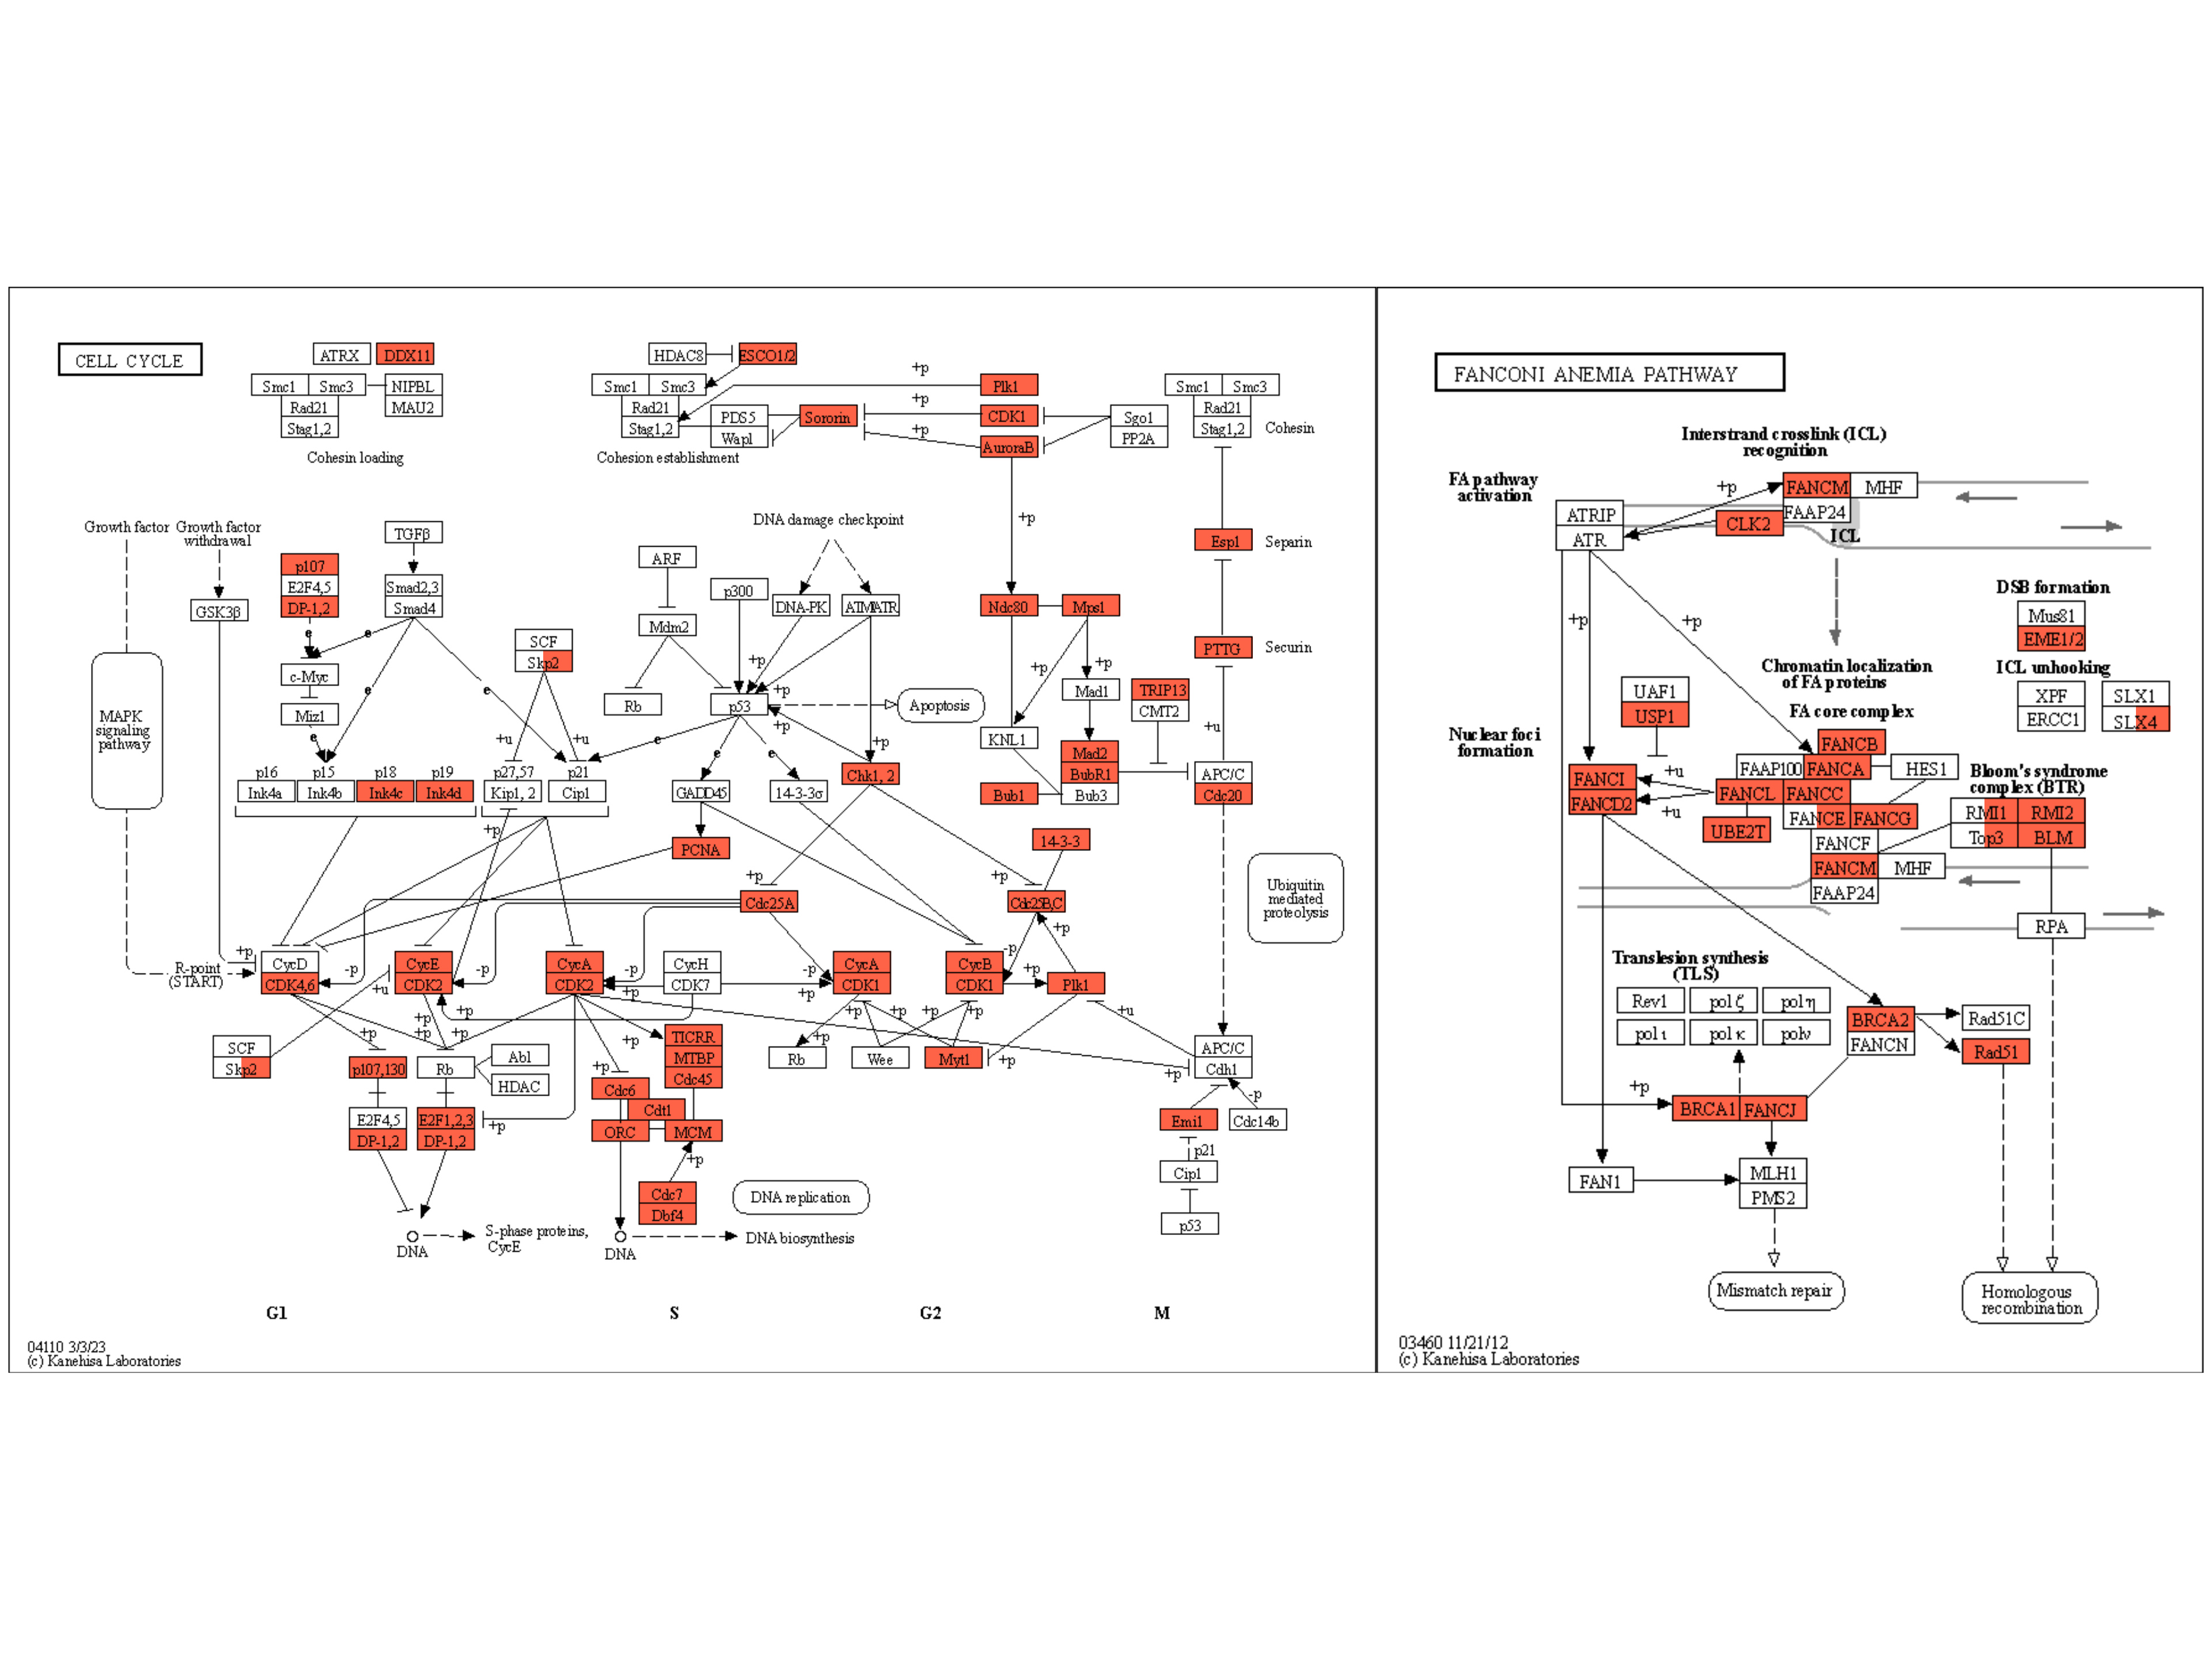 CELL CYCLE
ATRX
DDX11
Smc1
Smc3
NIPBL
Rad21
MAU2
Stag1,2
Cohesin loading
HDAC8
ESCO1/2
Smc1
Smc3
Rad21
Stag1,2
PDS5
Wapl
Sororin
Cohesion establishment
+p
Plk1
+p
CDK1
+p
AuroraB
Sgo1
PP2A
Smc1
Smc3
Rad21
Stag1,2
Cohesin
Growth factor
Growth factor
withdrawal
GSK3β
p107
E2F4,5
DP-1,2
e
TGFβ
Smad2,3
Smad4
e
e
e
c-Myc
Miz1
e
MAPK
signaling
pathway
SCF
Skp2
+u
+u
ARF
Mdm2
Rb
p300
DNA damage checkpoint
DNA-PK
ATM/ATR
+p
+p
p53
+p
Apoptosis
e
e
e
+p
+p
Ndc80
Mps1
+p
+p
Mad1
KNL1
TRIP13
CMT2
Mad2
BubR1
Bub1
Bub3
Esp1
Separin
PTTG
Securin
+u
APC/C
Cdc20
p16
p15
p18
p19
p27,57
p21
Ink4a
Ink4b
Ink4c
Ink4d
Kip1, 2
Cip1
GADD45
14-3-3σ
Chk1, 2
+p
PCNA
14-3-3
+p
Cdc25A
+p
Cdc25B,C
+p
Ubiquitin
mediated
proteolysis
R-point
(START)
+p
CycD
CDK4,6
-p
+u
CycE
CDK2
-p
CycA
CDK2
-p
+p
CycH
CDK7
-p
+p
CycA
CDK1
CycB
CDK1
-p
+p
Plk1
SCF
Skp2
+p
+p
+p
+p
p107,130
Rb
Abl
HDAC
E2F4,5
DP-1,2
E2F1,2,3
DP-1,2
+p
+p
TICRR
MTBP
Cdc45
+p
Cdc6
Cdt1
ORC
MCM
+p
Cdc7
Dbf4
+p
Rb
+p
+p
+p
+p
Wee
Myt1
+p
+u
APC/C
Cdh1
+p
-p
Emi1
Cdc14b
p21
Cip1
p53
DNA replication
DNA
S-phase proteins,
CycE
DNA
DNA biosynthesis
G1
S
G2
M
04110 3/3/23
(c) Kanehisa Laboratories
FANCONI ANEMIA PATHWAY
Interstrand crosslink (ICL)
recognition
FA pathway
activation
ATRIP
ATR
+p
FANCM
MHF
FAAP24
CLK2
ICL
+p
+p
DSB formation
Mus81
EME1/2
ICL unhooking
XPF
ERCC1
SLX1
SLX4
Chromatin localization
of FA proteins
UAF1
USP1
FA core complex
Nuclear foci
formation
FANCB
FAAP100
FANCA
HES1
FANCI
FANCD2
+u
+u
FANCL
FANCC
UBE2T
FANCE
FANCG
FANCF
FANCM
MHF
FAAP24
Bloom's syndrome
complex (BTR)
RMI1
RMI2
Top3
BLM
RPA
Translesion synthesis
(TLS)
Rev1
pol ζ
pol η
pol ι
pol κ
polν
BRCA2
FANCN
Rad51C
Rad51
+p
BRCA1
FANCJ
FAN1
MLH1
PMS2
Mismatch repair
Homologous
recombination
03460 11/21/12
(c) Kanehisa Laboratories